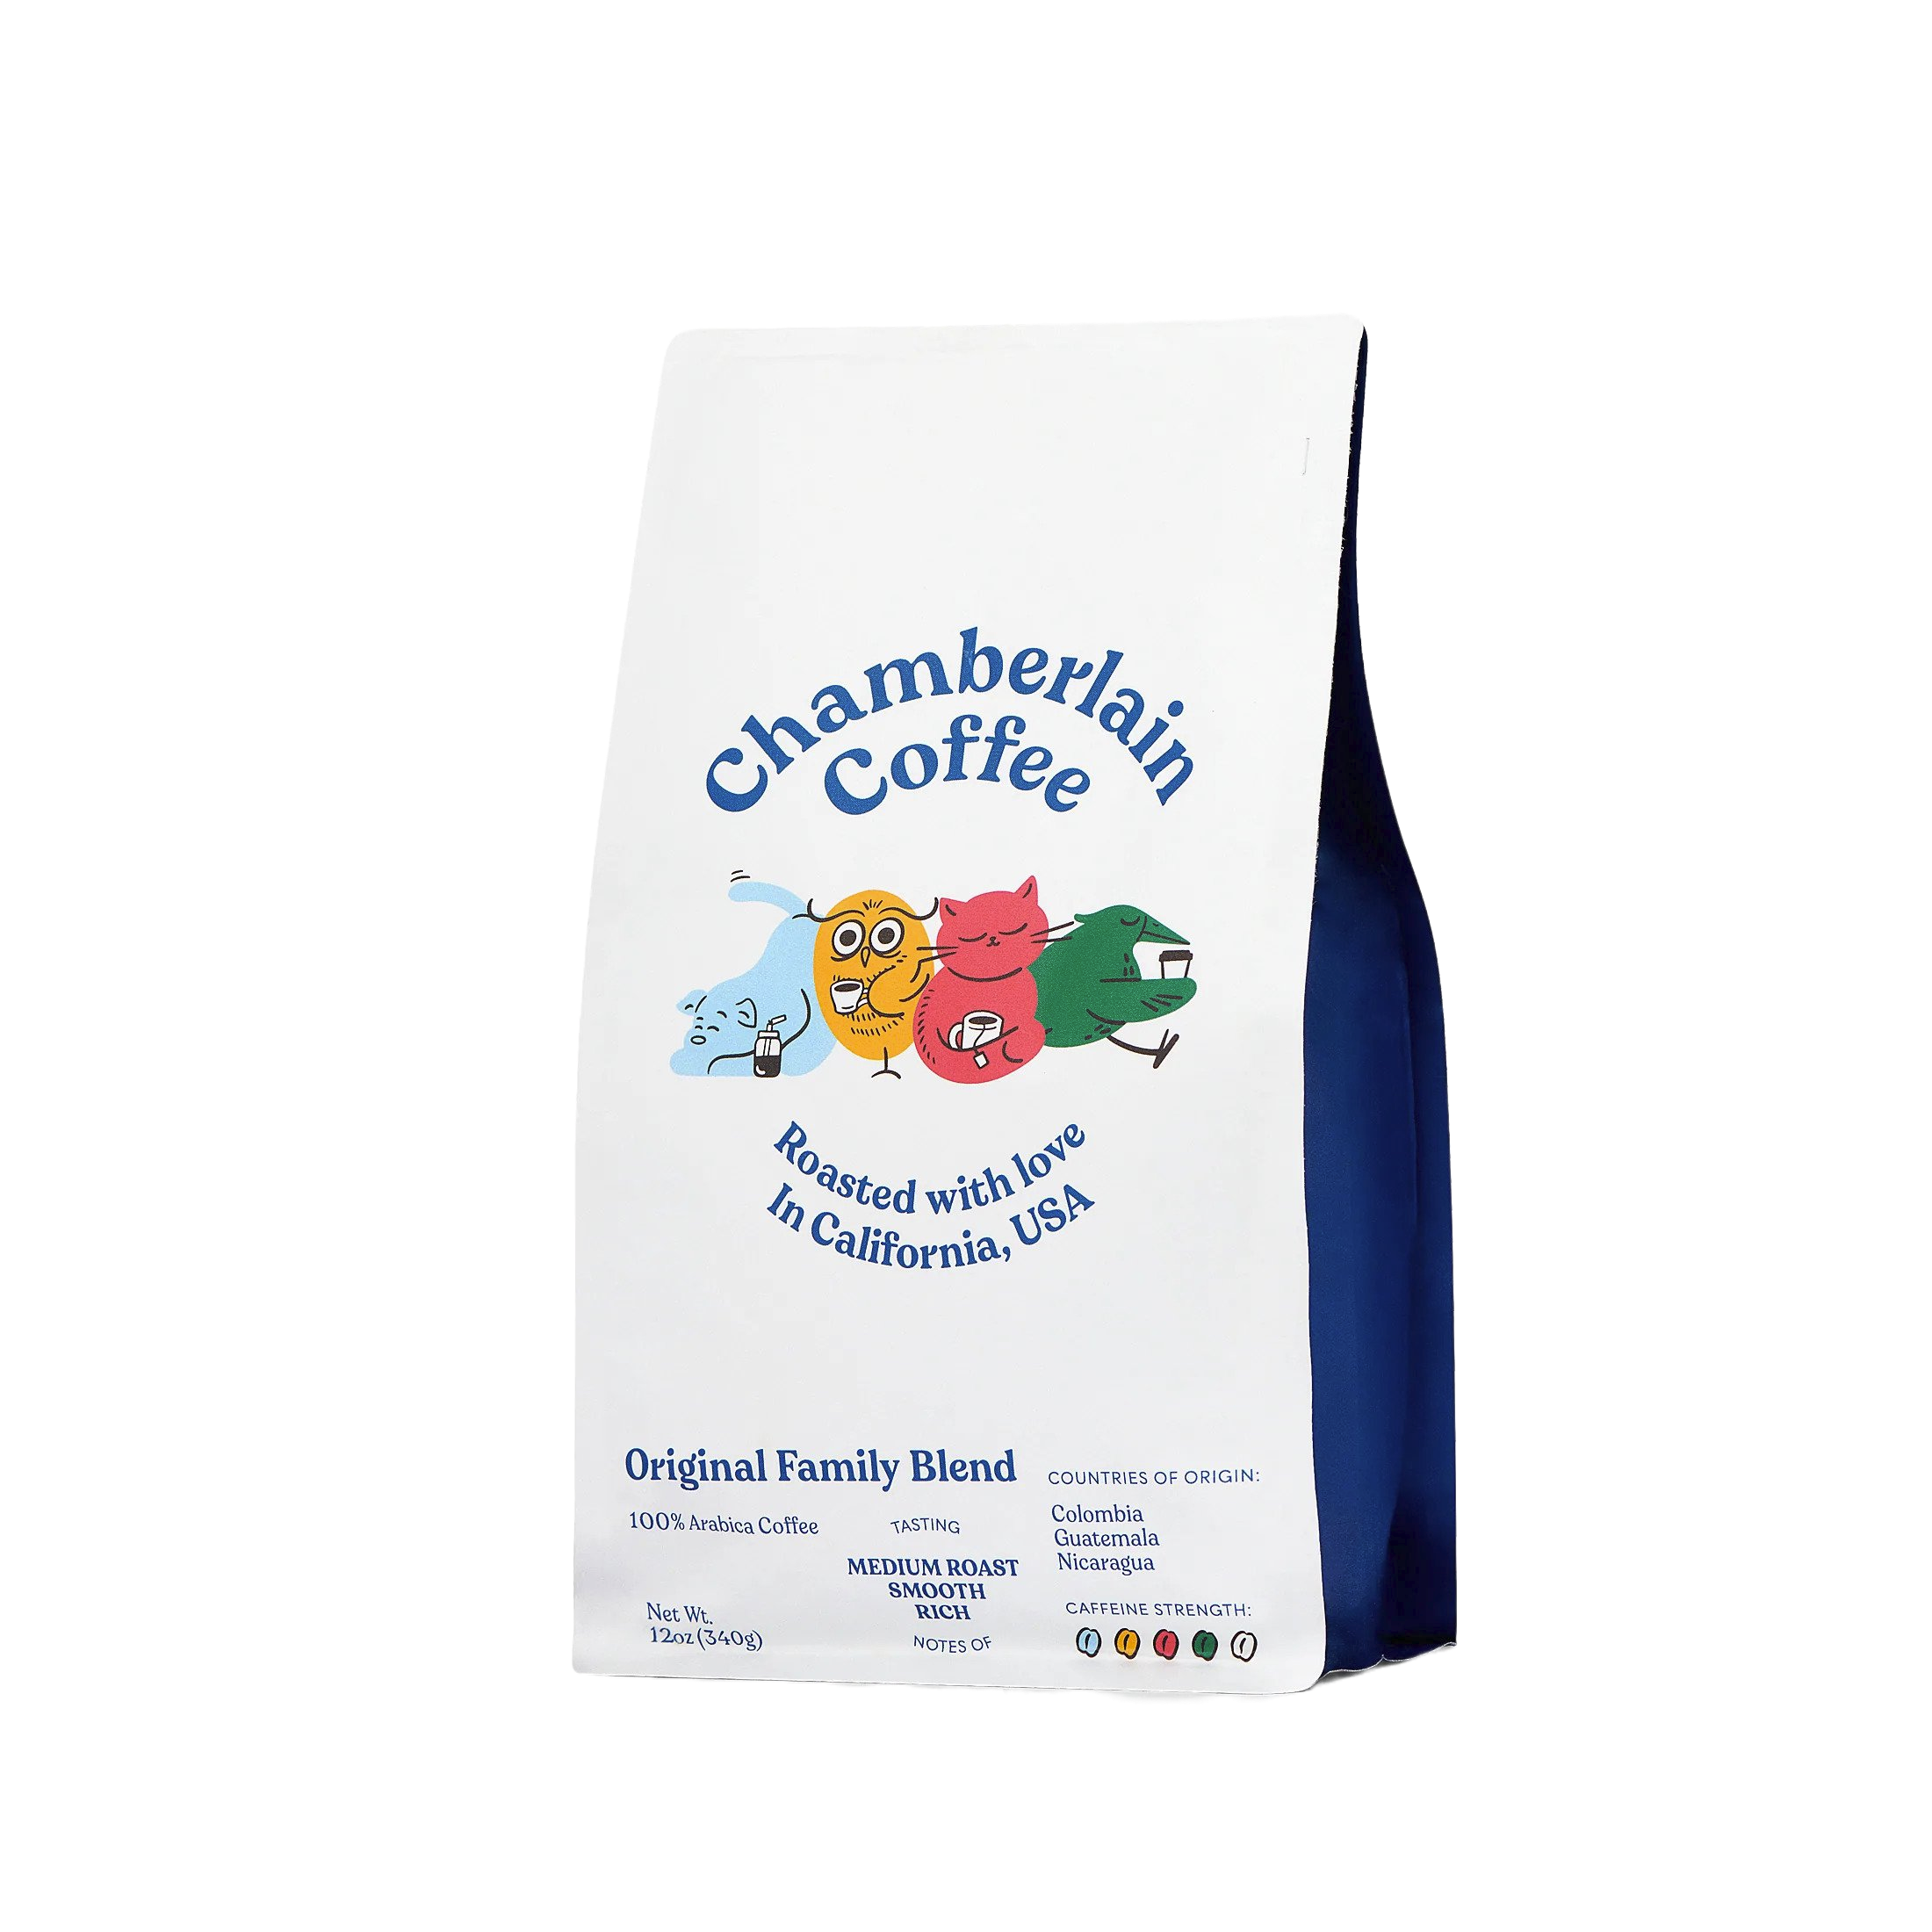 Chamberlain
Coffee
Roasted with love
In California, USA
Original Family Blend
100% Arabica Coffee
Net Wt.
12oz (340g)
TASTING
MEDIUM ROAST
SMOOTH
RICH
NOTES OF
COUNTRIES OF ORIGIN:
Colombia
Guatemala
Nicaragua
CAFFEINE STRENGTH: